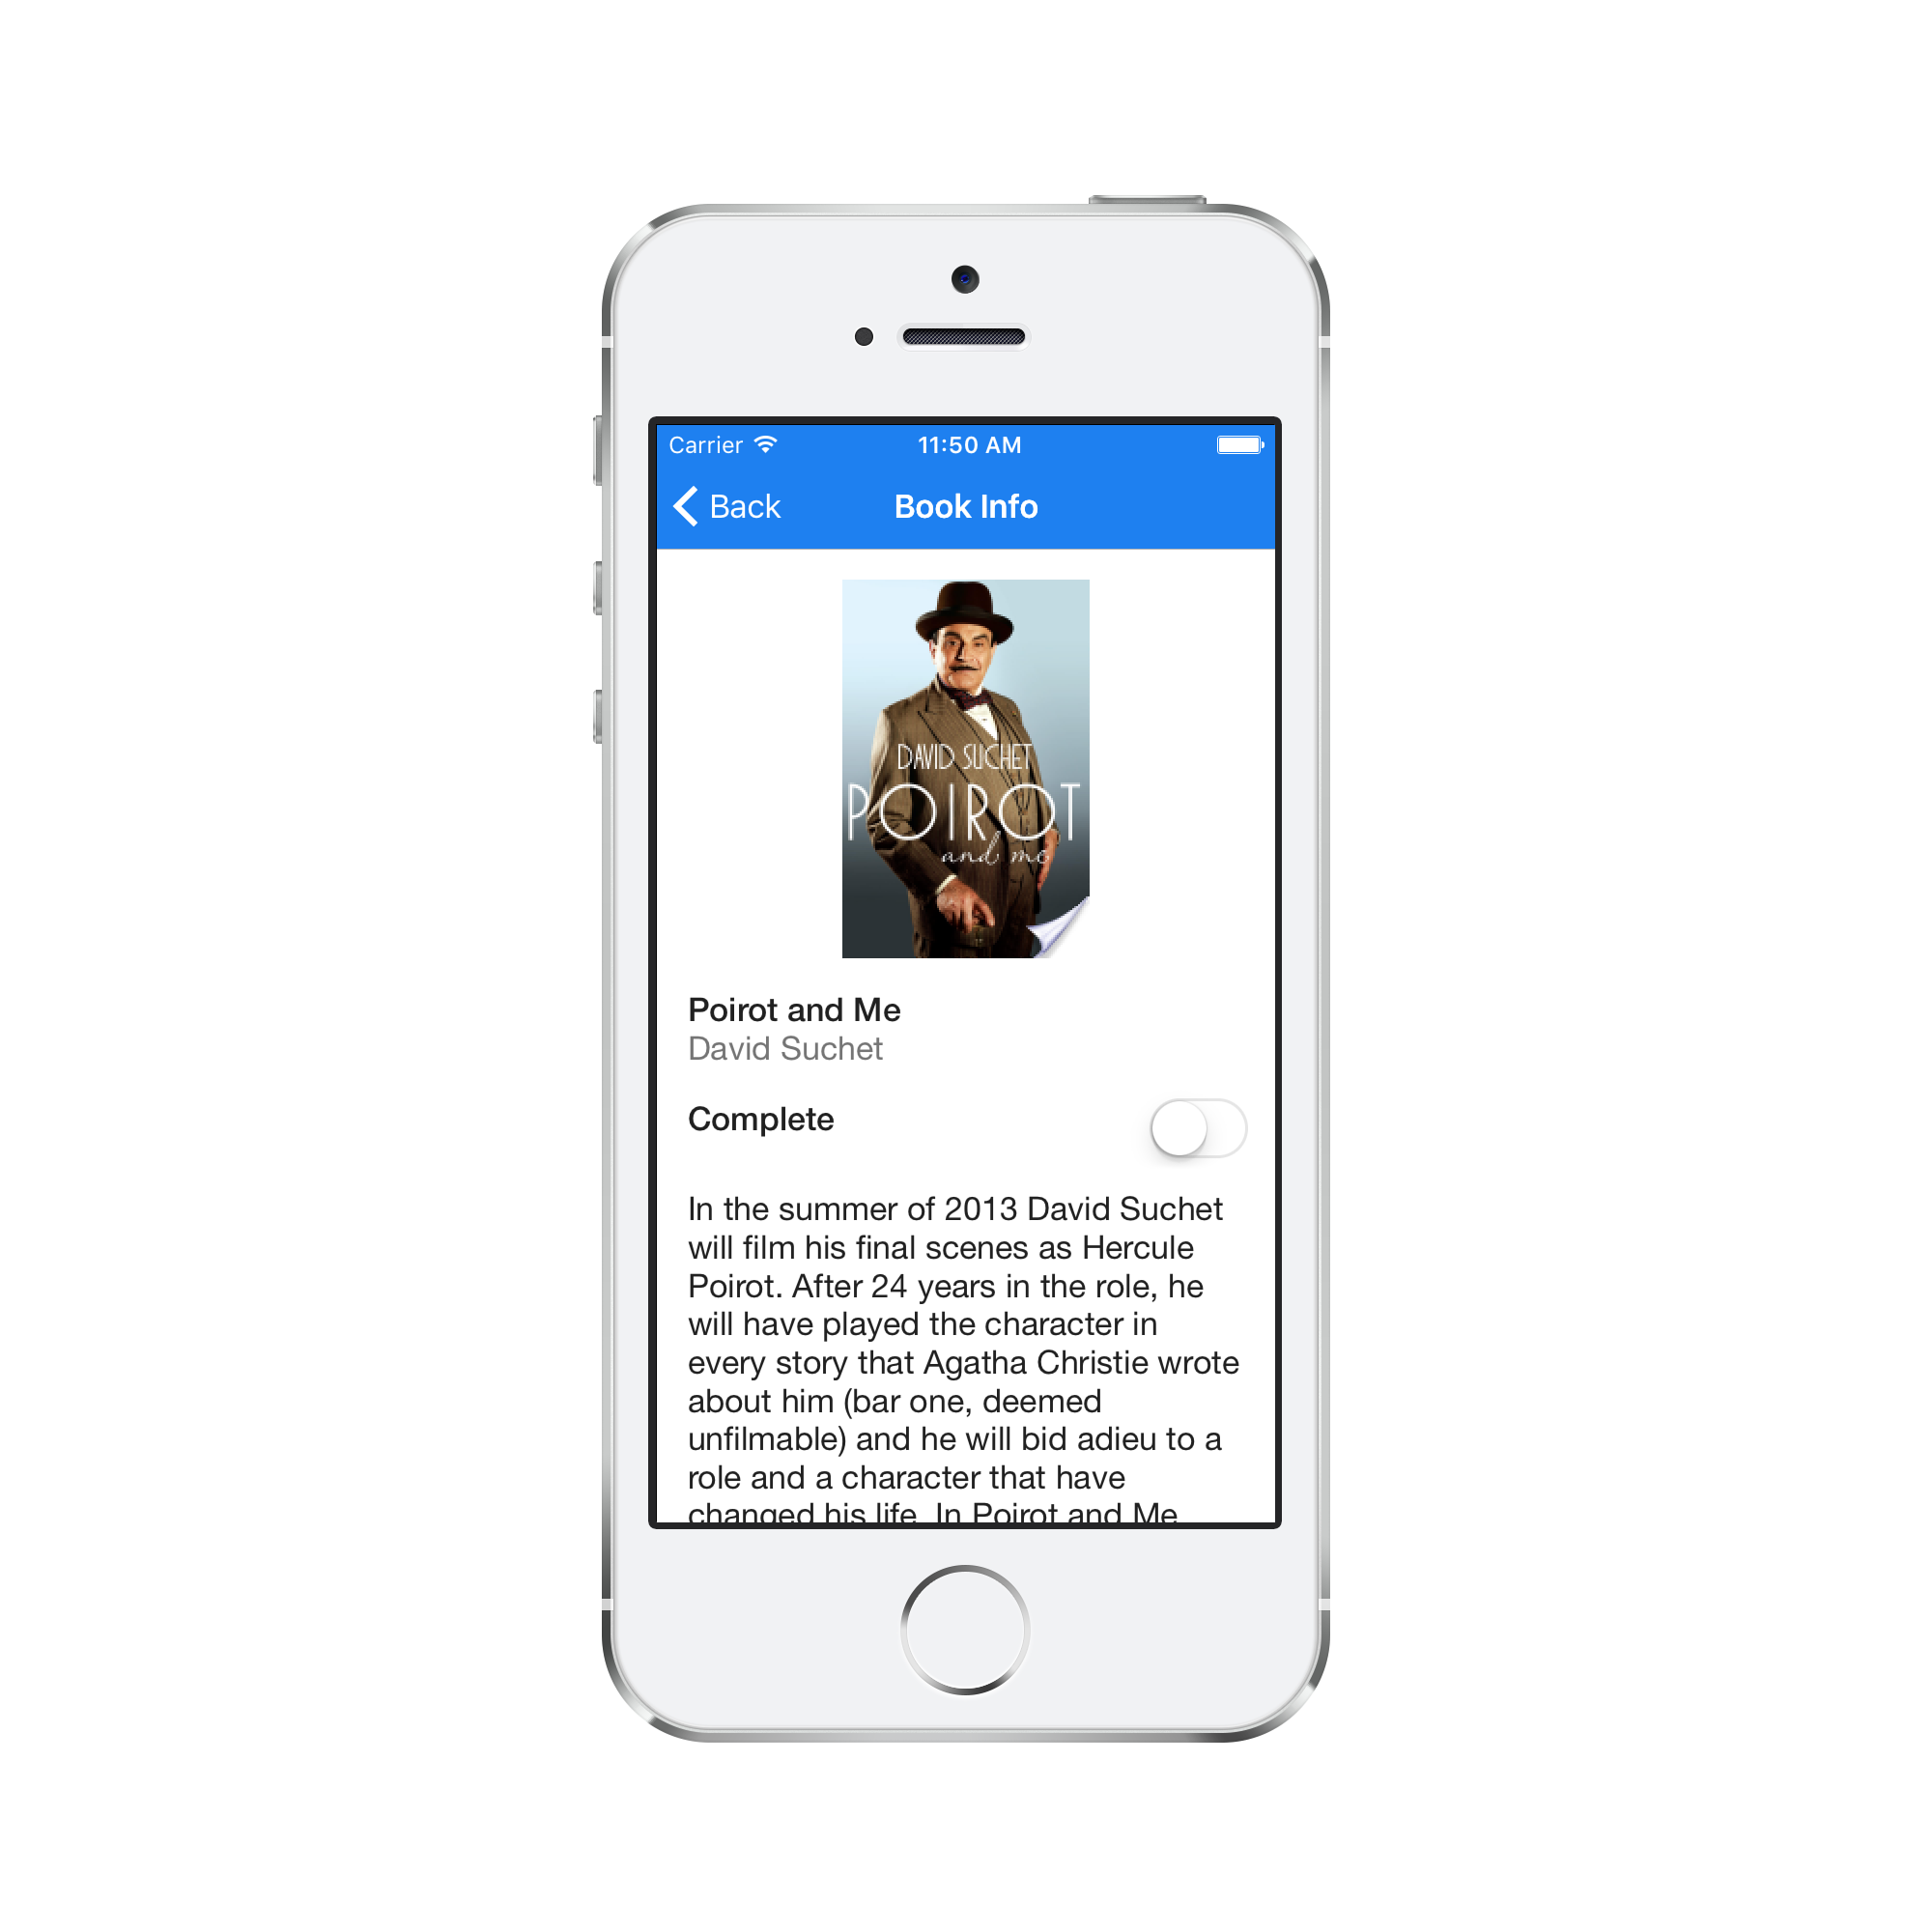 Carrier 11:50 AM
Back Book Info
DAVID SUCHET
POIROT
and me
Poirot and Me
David Suchet
Complete
In the summer of 2013 David Suchet
will film his final scenes as Hercule
Poirot. After 24 years in the role, he
will have played the character in
every story that Agatha Christie wrote
about him (bar one, deemed
unfilmable) and he will bid adieu to a
role and a character that have
changed his life. In Poirot and Me